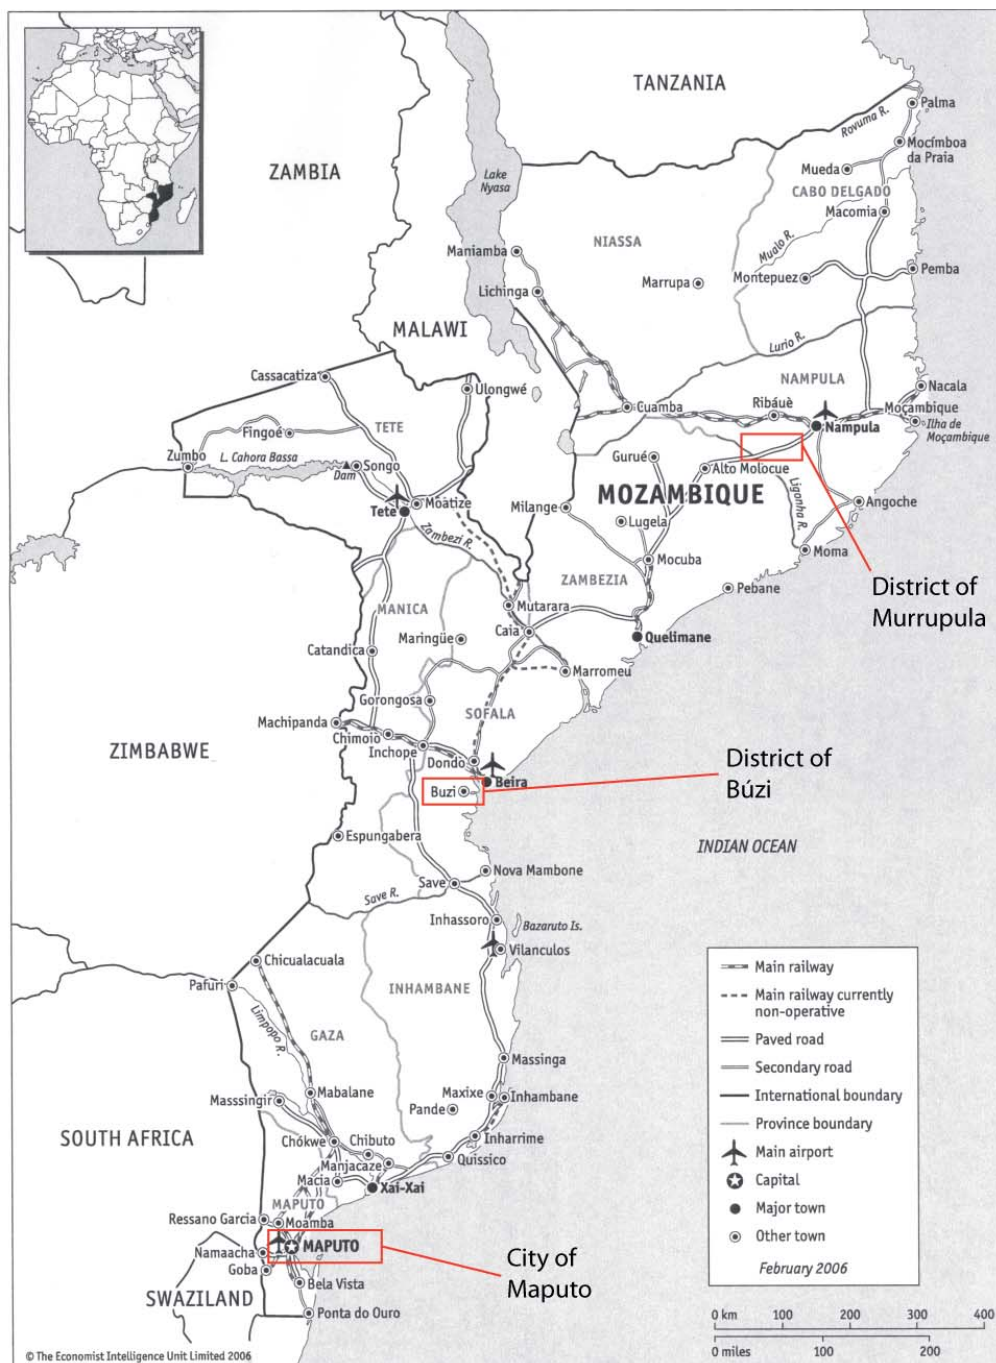 TANZANIA
Palma
Rovuma R.
Mocímboa
da Praia
Mueda
ZAMBIA
Lake
Nyasa
CABO DELGADO
Macomia
NIASSA
Mualo R.
Maniamba
Marrupa
Montepuez
Pemba
Lichinga
MALAWI
Lurio R.
Cassacatiza
Ulongwé
NAMPULA
Nacala
Cuamba
Ribáuè
Moçambique
TETE
Nampula
Ilha de
Moçambique
Fingoé
Gurué
Zumbo
L. Cahora Bassa
Songo
Dam
Alto Molocue
MOZAMBIQUE
Ligonha R.
Angoche
Tete
Moatize
Milange
Lugela
Zambezi R.
Moma
Mocuba
ZAMBEZIA
Pebane
District of
Murrupula
MANICA
Mutarara
Maringüe
Caia
Quelimane
Catandica
Marromeu
Gorongosa
SOFALA
Machipanda
Chimoio
Inchope
ZIMBABWE
Dondo
Beira
District of
Búzi
Buzi
Espungabera
INDIAN OCEAN
Nova Mambone
Save
Save R.
Inhassoro
Bazaruto Is.
Vilanculos
Chicualacuala
Pafuri
INHAMBANE
Limpopo R.
GAZA
Massinga
Mabalane
Masssingir
Maxixe
Inhambane
Pande
SOUTH AFRICA
Chókwe
Chibuto
Inharrime
Manjacaze
Quissico
Macia
Xai-Xai
MAPUTO
Ressano Garcia
Moamba
Namaacha
MAPUTO
Goba
City of
Maputo
Bela Vista
SWAZILAND
Ponta do Ouro
Main railway
Main railway currently
non-operative
Paved road
Secondary road
International boundary
Province boundary
Main airport
Capital
Major town
Other town
February 2006
0 km 100 200 300 400
0 miles 100 200
© The Economist Intelligence Unit Limited 2006